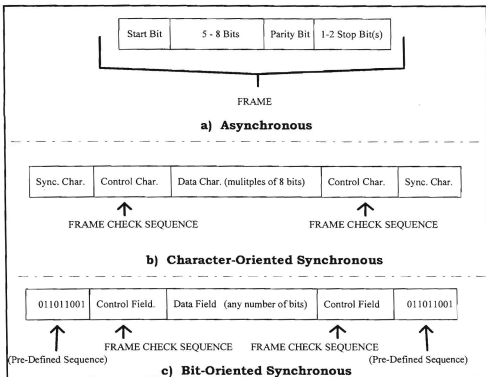 Start Bit 5 - 8 Bits Parity Bit 1-2 Stop Bit(s)
FRAME
a) Asynchronous
Sync. Char. Control Char. Data Char. (mulitples of 8 bits) Control Char. Sync. Char.
FRAME CHECK SEQUENCE FRAME CHECK SEQUENCE
b) Character-Oriented Synchronous
011011001 Control Field. Data Field (any number of bits) Control Field 011011001
(Pre-Defined Sequence) FRAME CHECK SEQUENCE FRAME CHECK SEQUENCE (Pre-Defined Sequence)
c) Bit-Oriented Synchronous